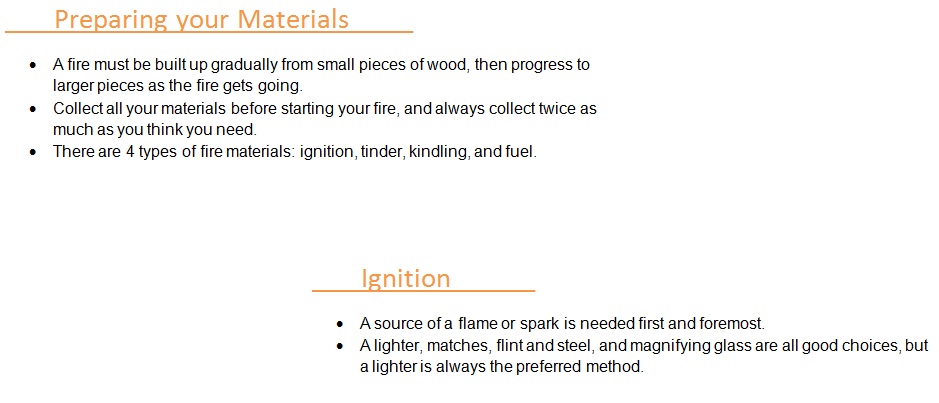 Preparing your Materials
• A fire must be built up gradually from small pieces of wood, then progress to
larger pieces as the fire gets going.
• Collect all your materials before starting your fire, and always collect twice as
much as you think you need.
• There are 4 types of fire materials: ignition, tinder, kindling, and fuel.
Ignition
• A source of a flame or spark is needed first and foremost.
• A lighter, matches, flint and steel, and magnifying glass are all good choices, but
a lighter is always the preferred method.